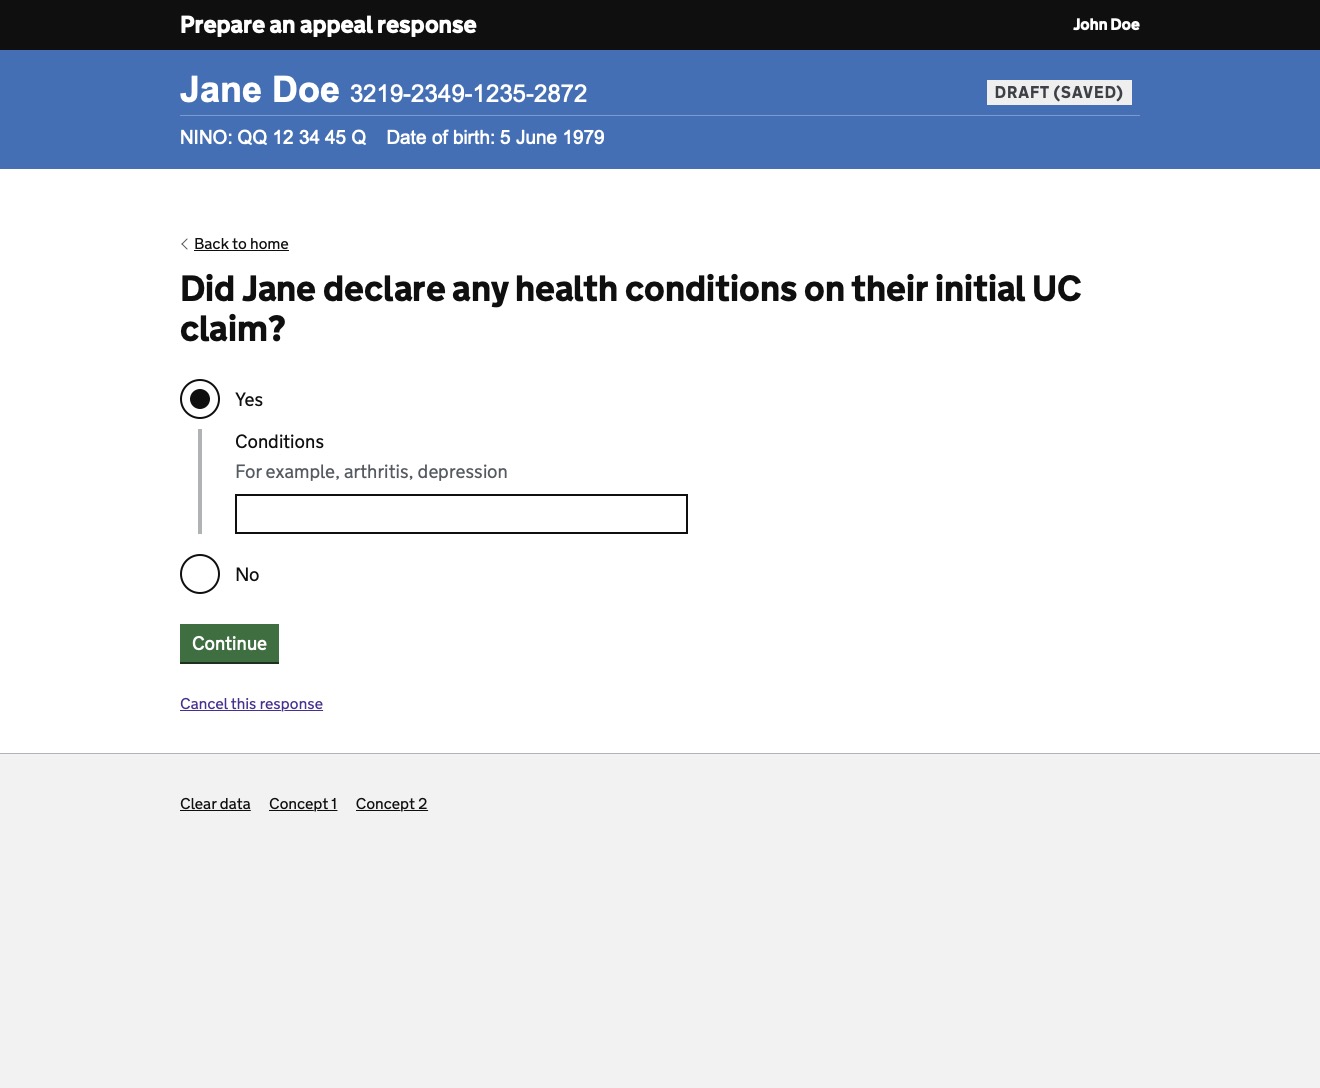 Prepare an appeal response
John Doe
Jane Doe 3219-2349-1235-2872
DRAFT (SAVED)
NINO: QQ 12 34 45 Q Date of birth: 5 June 1979
Back to home
Did Jane declare any health conditions on their initial UC
claim?
Yes
Conditions
For example, arthritis, depression
No
Continue
Cancel this response
Clear data Concept 1 Concept 2